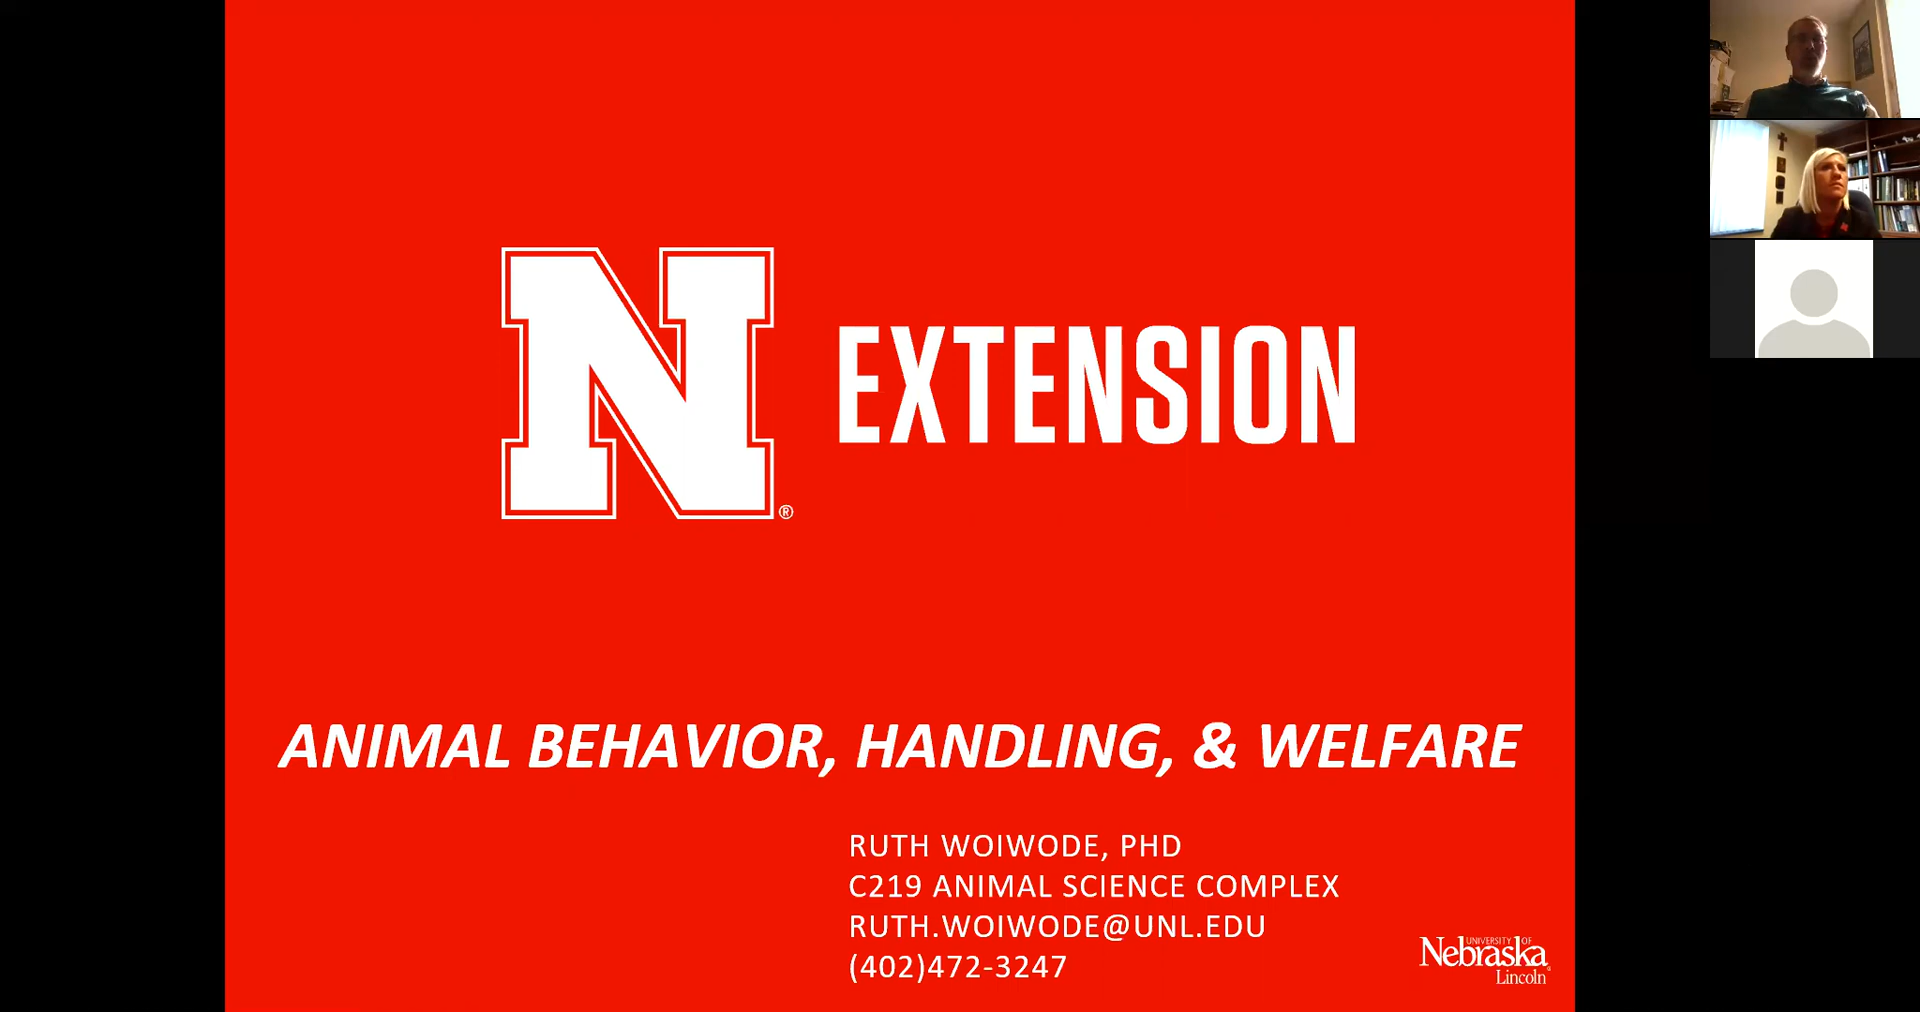 N EXTENSION
®
ANIMAL BEHAVIOR, HANDLING, & WELFARE
RUTH WOIWODE, PHD
C219 ANIMAL SCIENCE COMPLEX
RUTH.WOIWODE@UNL.EDU
(402)472-3247
UNIVERSITY OF
Nebraska
Lincoln